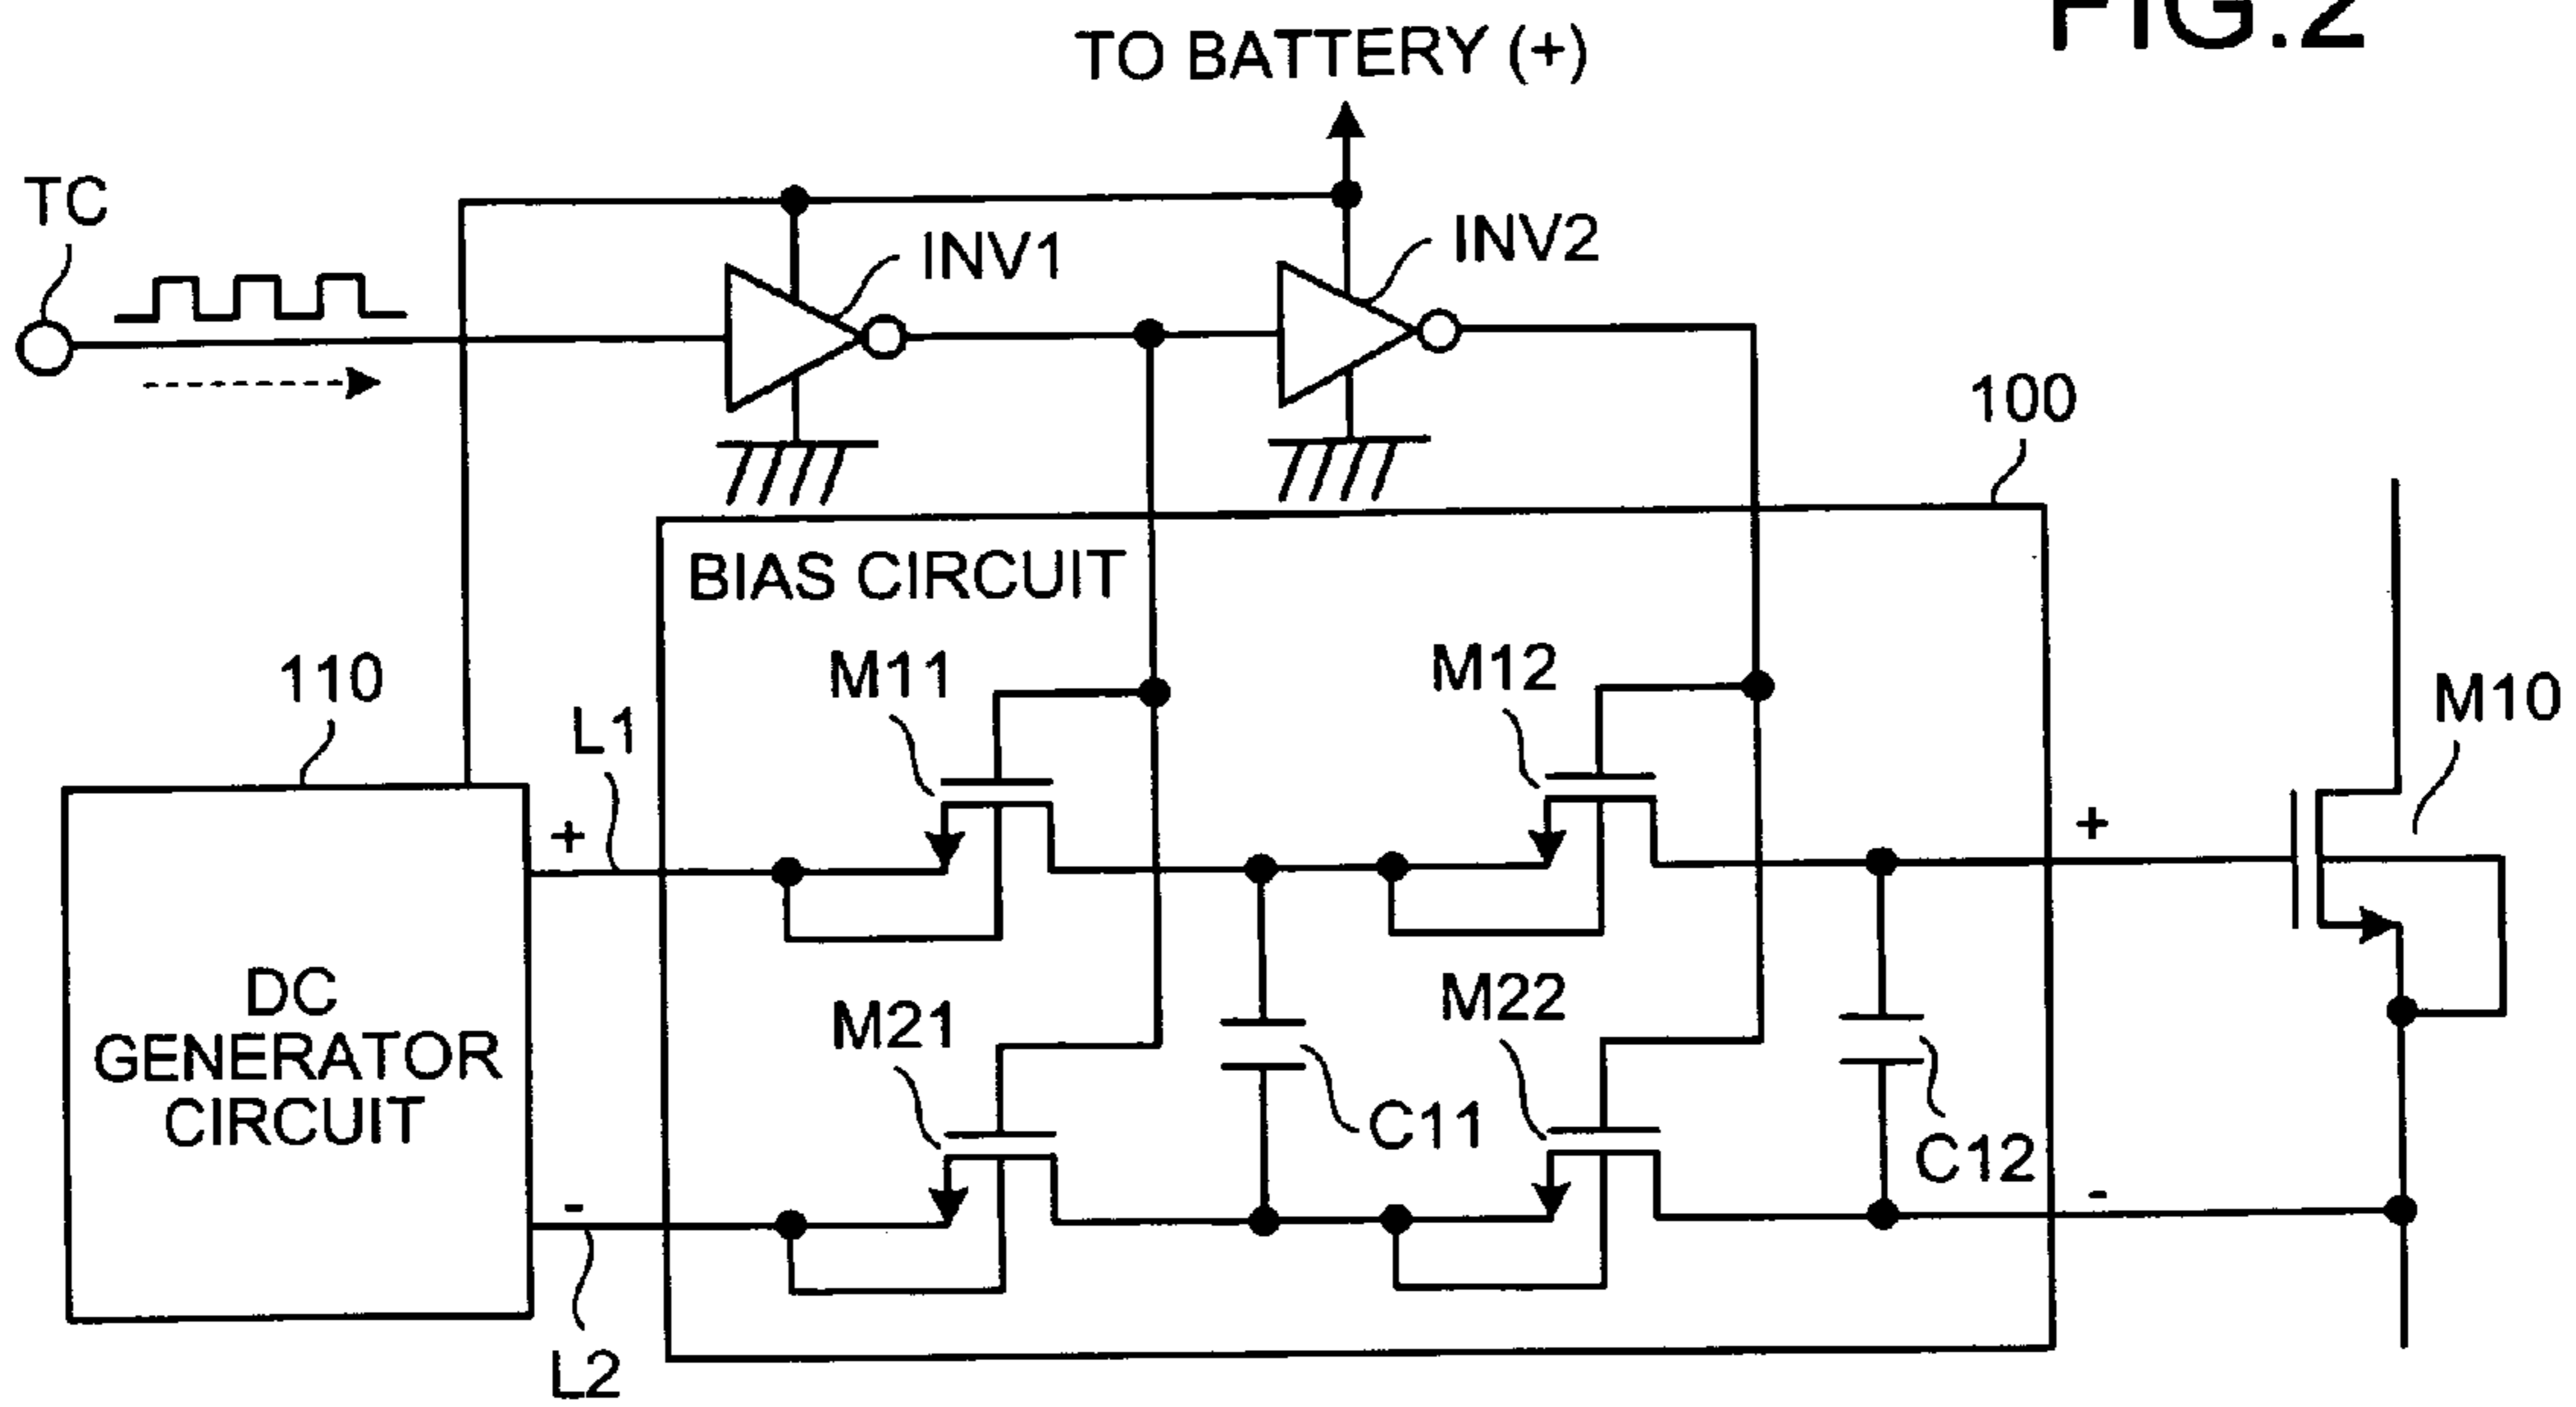 FIG.2
TO BATTERY (+)
TC
INV1
INV2
100
BIAS CIRCUIT
M11
M12
110
L1
M10
+
+
DC
GENERATOR
CIRCUIT
M21
M22
C11
C12
-
-
L2